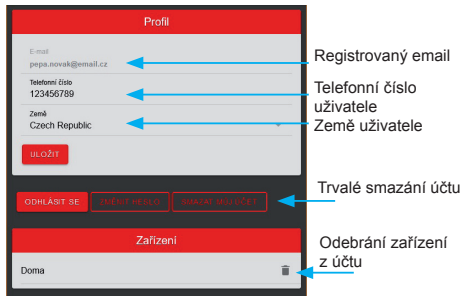 Profil
E-mail
pepa.novak@email.cz
Registrovaný email
Telefonní číslo
123456789
Telefonní číslo
uživatele
Země
Czech Republic
Země uživatele
ULOŽIT
ODHLÁSIT SE
ZMĚNIT HESLO
SMAZAT MŮJ ÚČET
Trvalé smazání účtu
Zařízení
Doma
Odebrání zařízení
z účtu